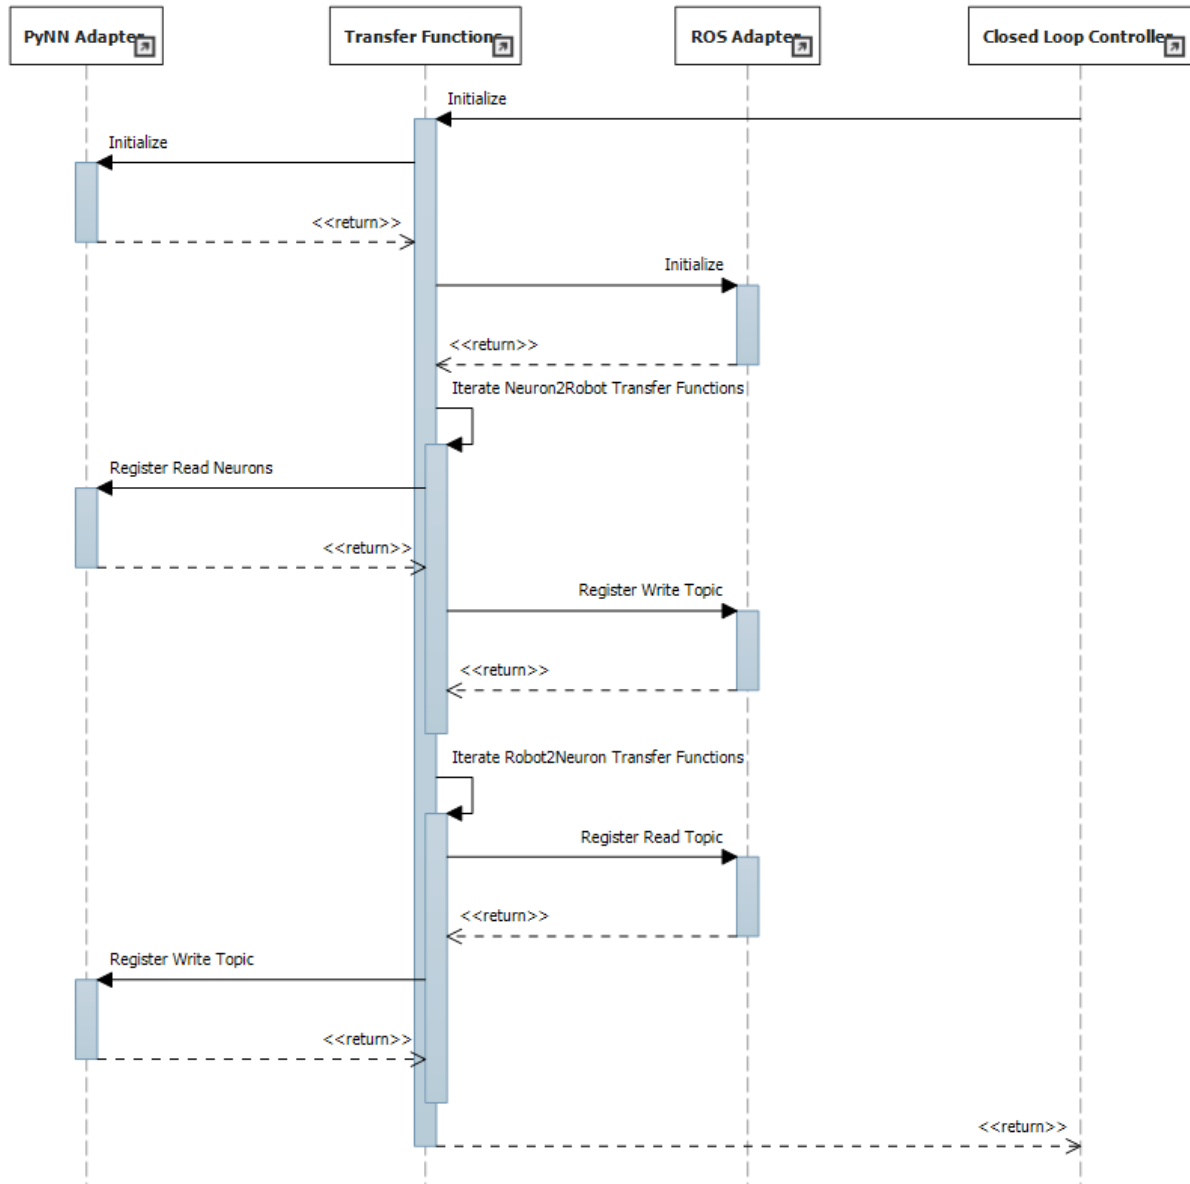 PyNN Adapter
Transfer Functions
ROS Adapter
Closed Loop Controller
Initialize
Initialize
<<return>>
Initialize
<<return>>
Iterate Neuron2Robot Transfer Functions
Register Read Neurons
<<return>>
Register Write Topic
<<return>>
Iterate Robot2Neuron Transfer Functions
Register Read Topic
<<return>>
Register Write Topic
<<return>>
<<return>>